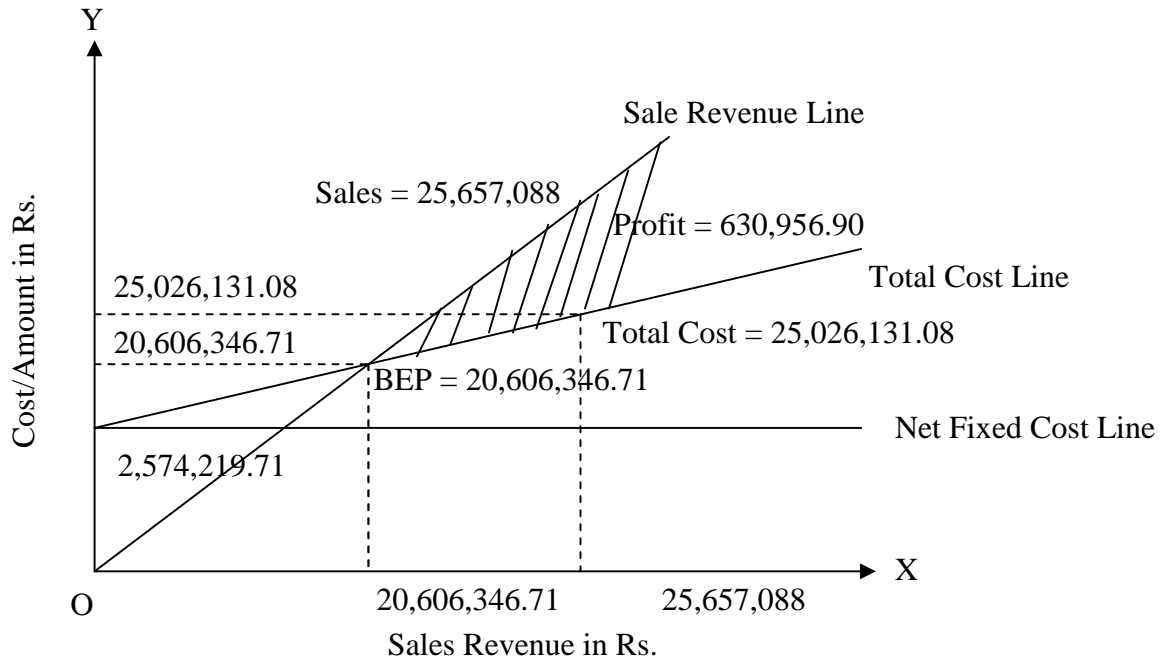 Y
Sale Revenue Line
Sales = 25,657,088
Profit = 630,956.90
Cost/Amount in Rs.
25,026,131.08
Total Cost Line
20,606,346.71
Total Cost = 25,026,131.08
BEP = 20,606,346.71
Net Fixed Cost Line
2,574,219.71
X
O
20,606,346.71 25,657,088
Sales Revenue in Rs.